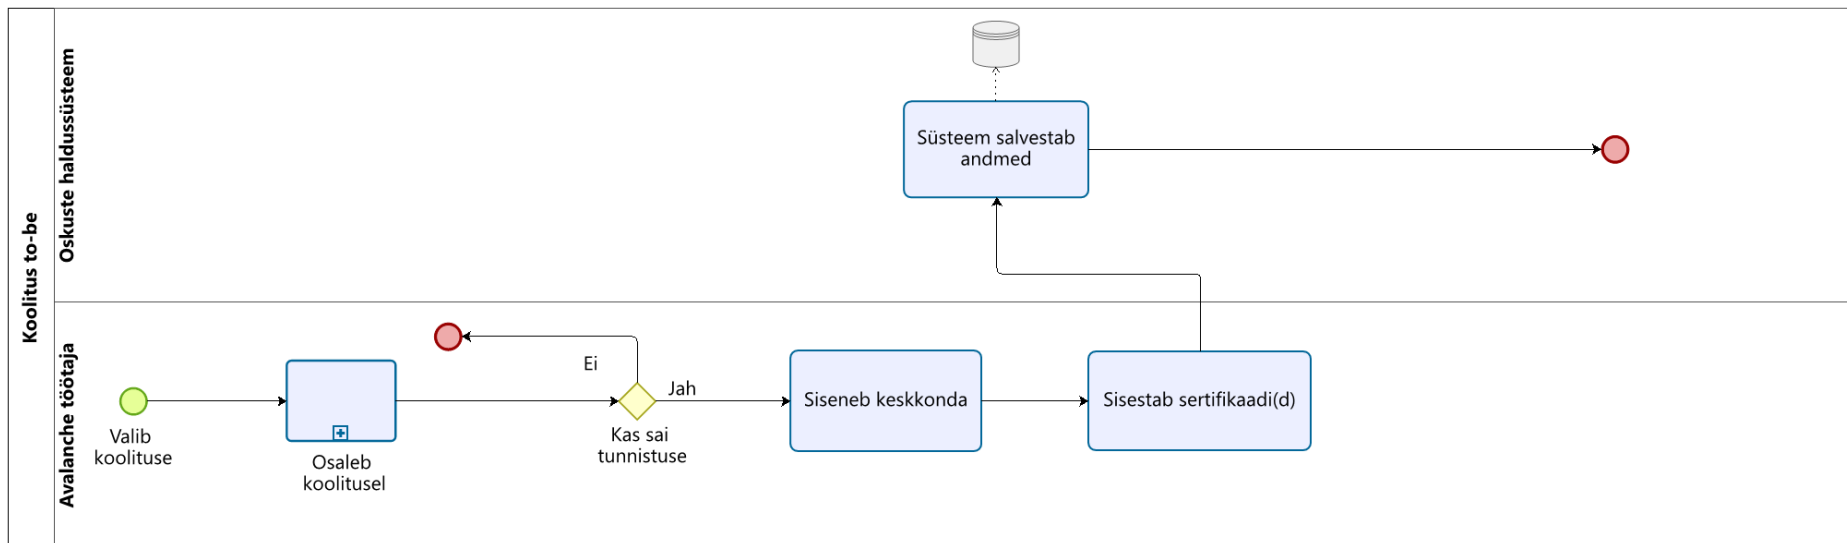 Koolitus to-be
Oskuste haldussüsteem
Süsteem salvestab
andmed
Avalanche töötaja
Valib
koolituse
Osaleb
koolitusel
Ei
Kas sai
tunnistuse
Jah
Siseneb keskkonda
Sisestab sertifikaadi(d)